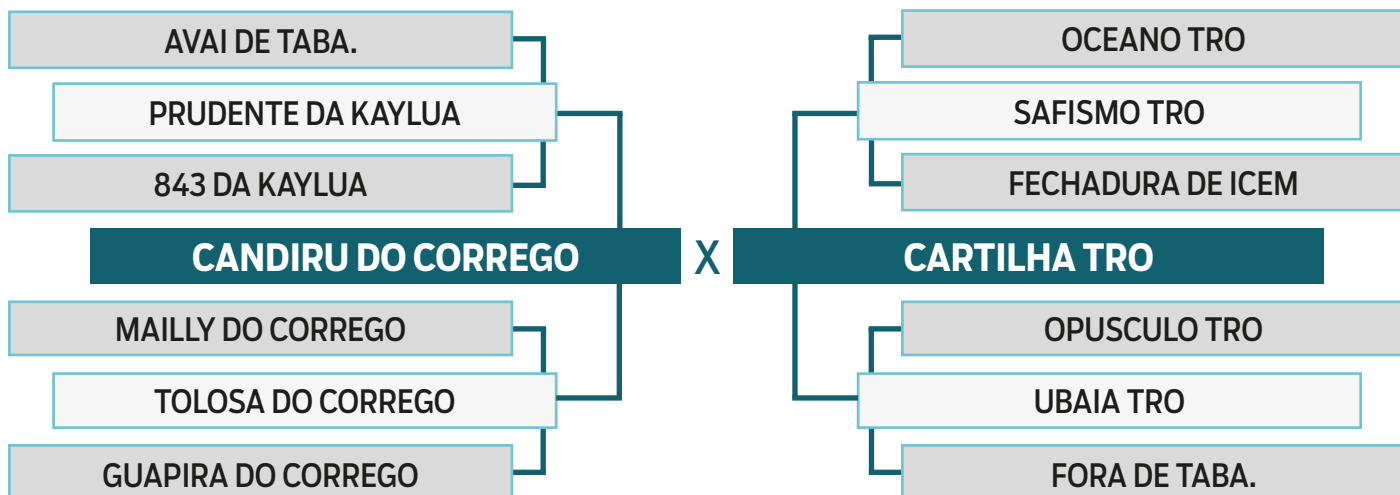 AVAI DE TABA.
PRUDENTE DA KAYLUA
843 DA KAYLUA
CANDIRU DO CORREGO
MAILLY DO CORREGO
TOLOSA DO CORREGO
GUAPIRA DO CORREGO
X
OCEANO TRO
SAFISMO TRO
FECHADURA DE ICEM
CARTILHA TRO
OPUSCULO TRO
UBAIA TRO
FORA DE TABA.